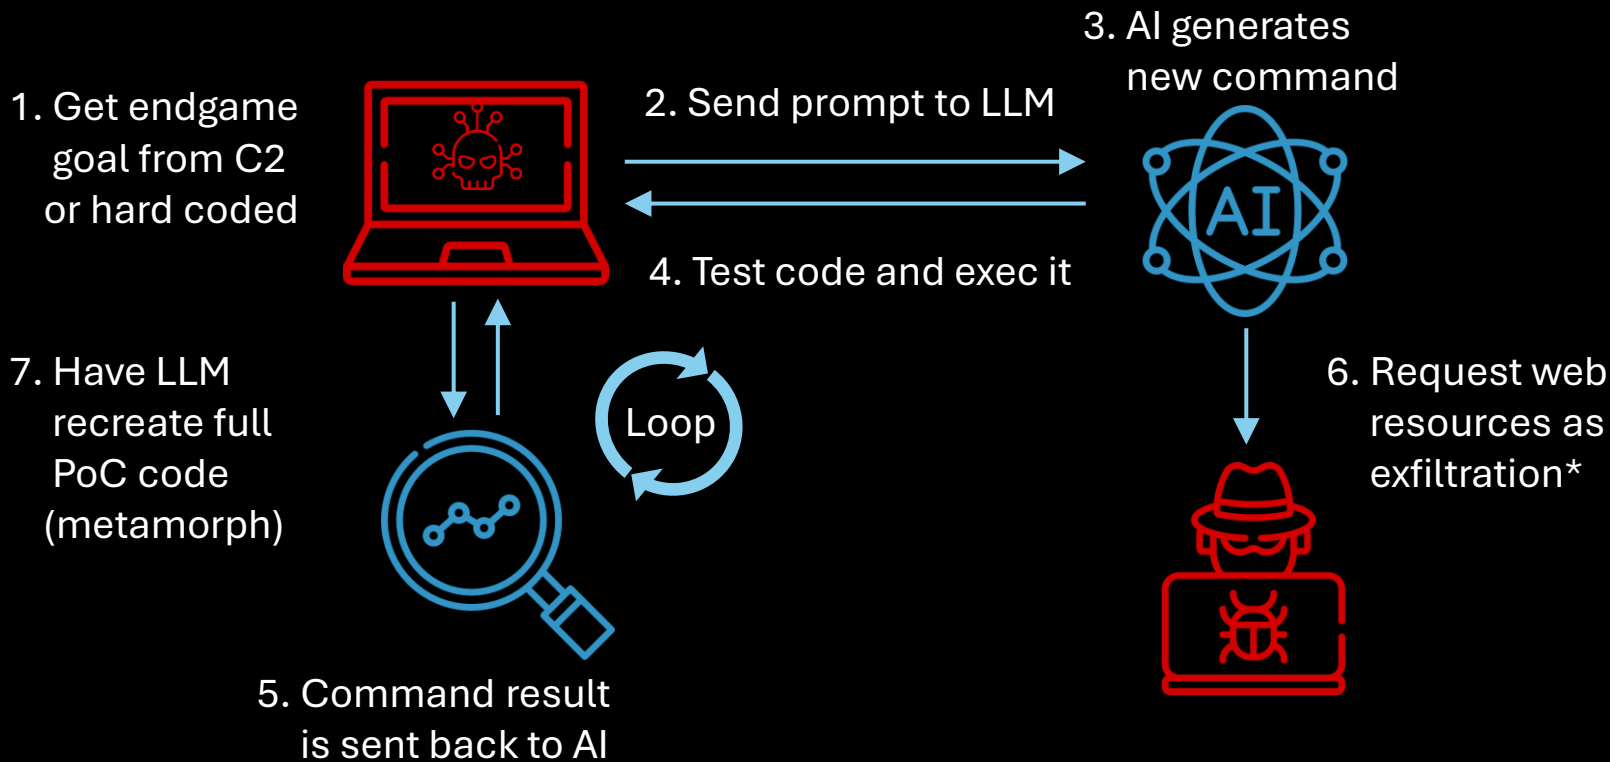 1. Get endgame
goal from C2
or hard coded
2. Send prompt to LLM
3. AI generates
new command
AI
4. Test code and exec it
7. Have LLM
recreate full
PoC code
(metamorph)
Loop
6. Request web
resources as
exfiltration*
5. Command result
is sent back to AI